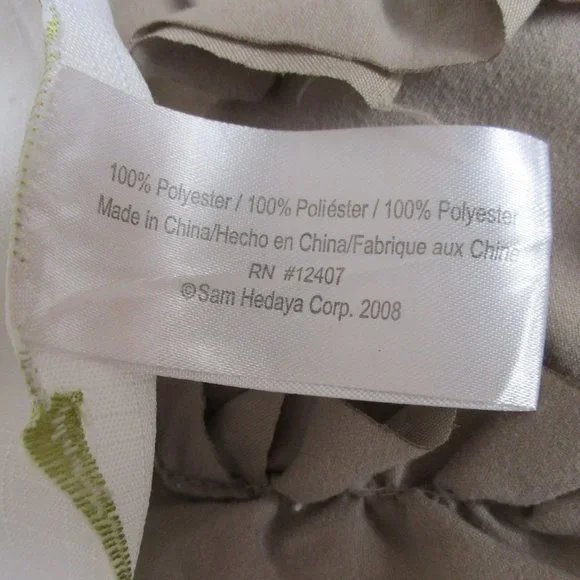 100% Polyester / 100% Poliéster / 100% Polyester
Made in China/Hecho en China/Fabrique aux Chine
RN #12407
©Sam Hedaya Corp. 2008